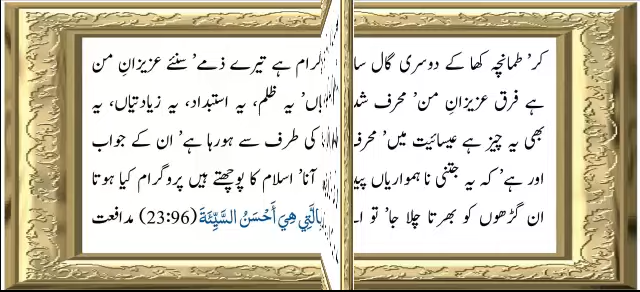 کر’ طمانچہ کھا کے دوسری گال سا گرام ہے تیرے ذمے’ سنئے عزیزانِ من
ہے فرق عزیزانِ من’ محرف شد ہاں’ یہ ظلم، یہ استبداد، یہ زیادتیاں، یہ
بھی یہ چیز ہے عیسائیت میں’ محرف کی طرف سے ہورہا ہے’ ان کے جواب
اور ہے’ کہ یہ جتنی ناہمواریاں پید آنا’ اسلام کا پوچھتے ہیں پروگرام کیا ہوتا
ان گڑھوں کو بھرتا چلا جا’ تو بِالَّتِي هِيَ أَحْسَنُ السَّيِّئَةَ (23:96) مدافعت